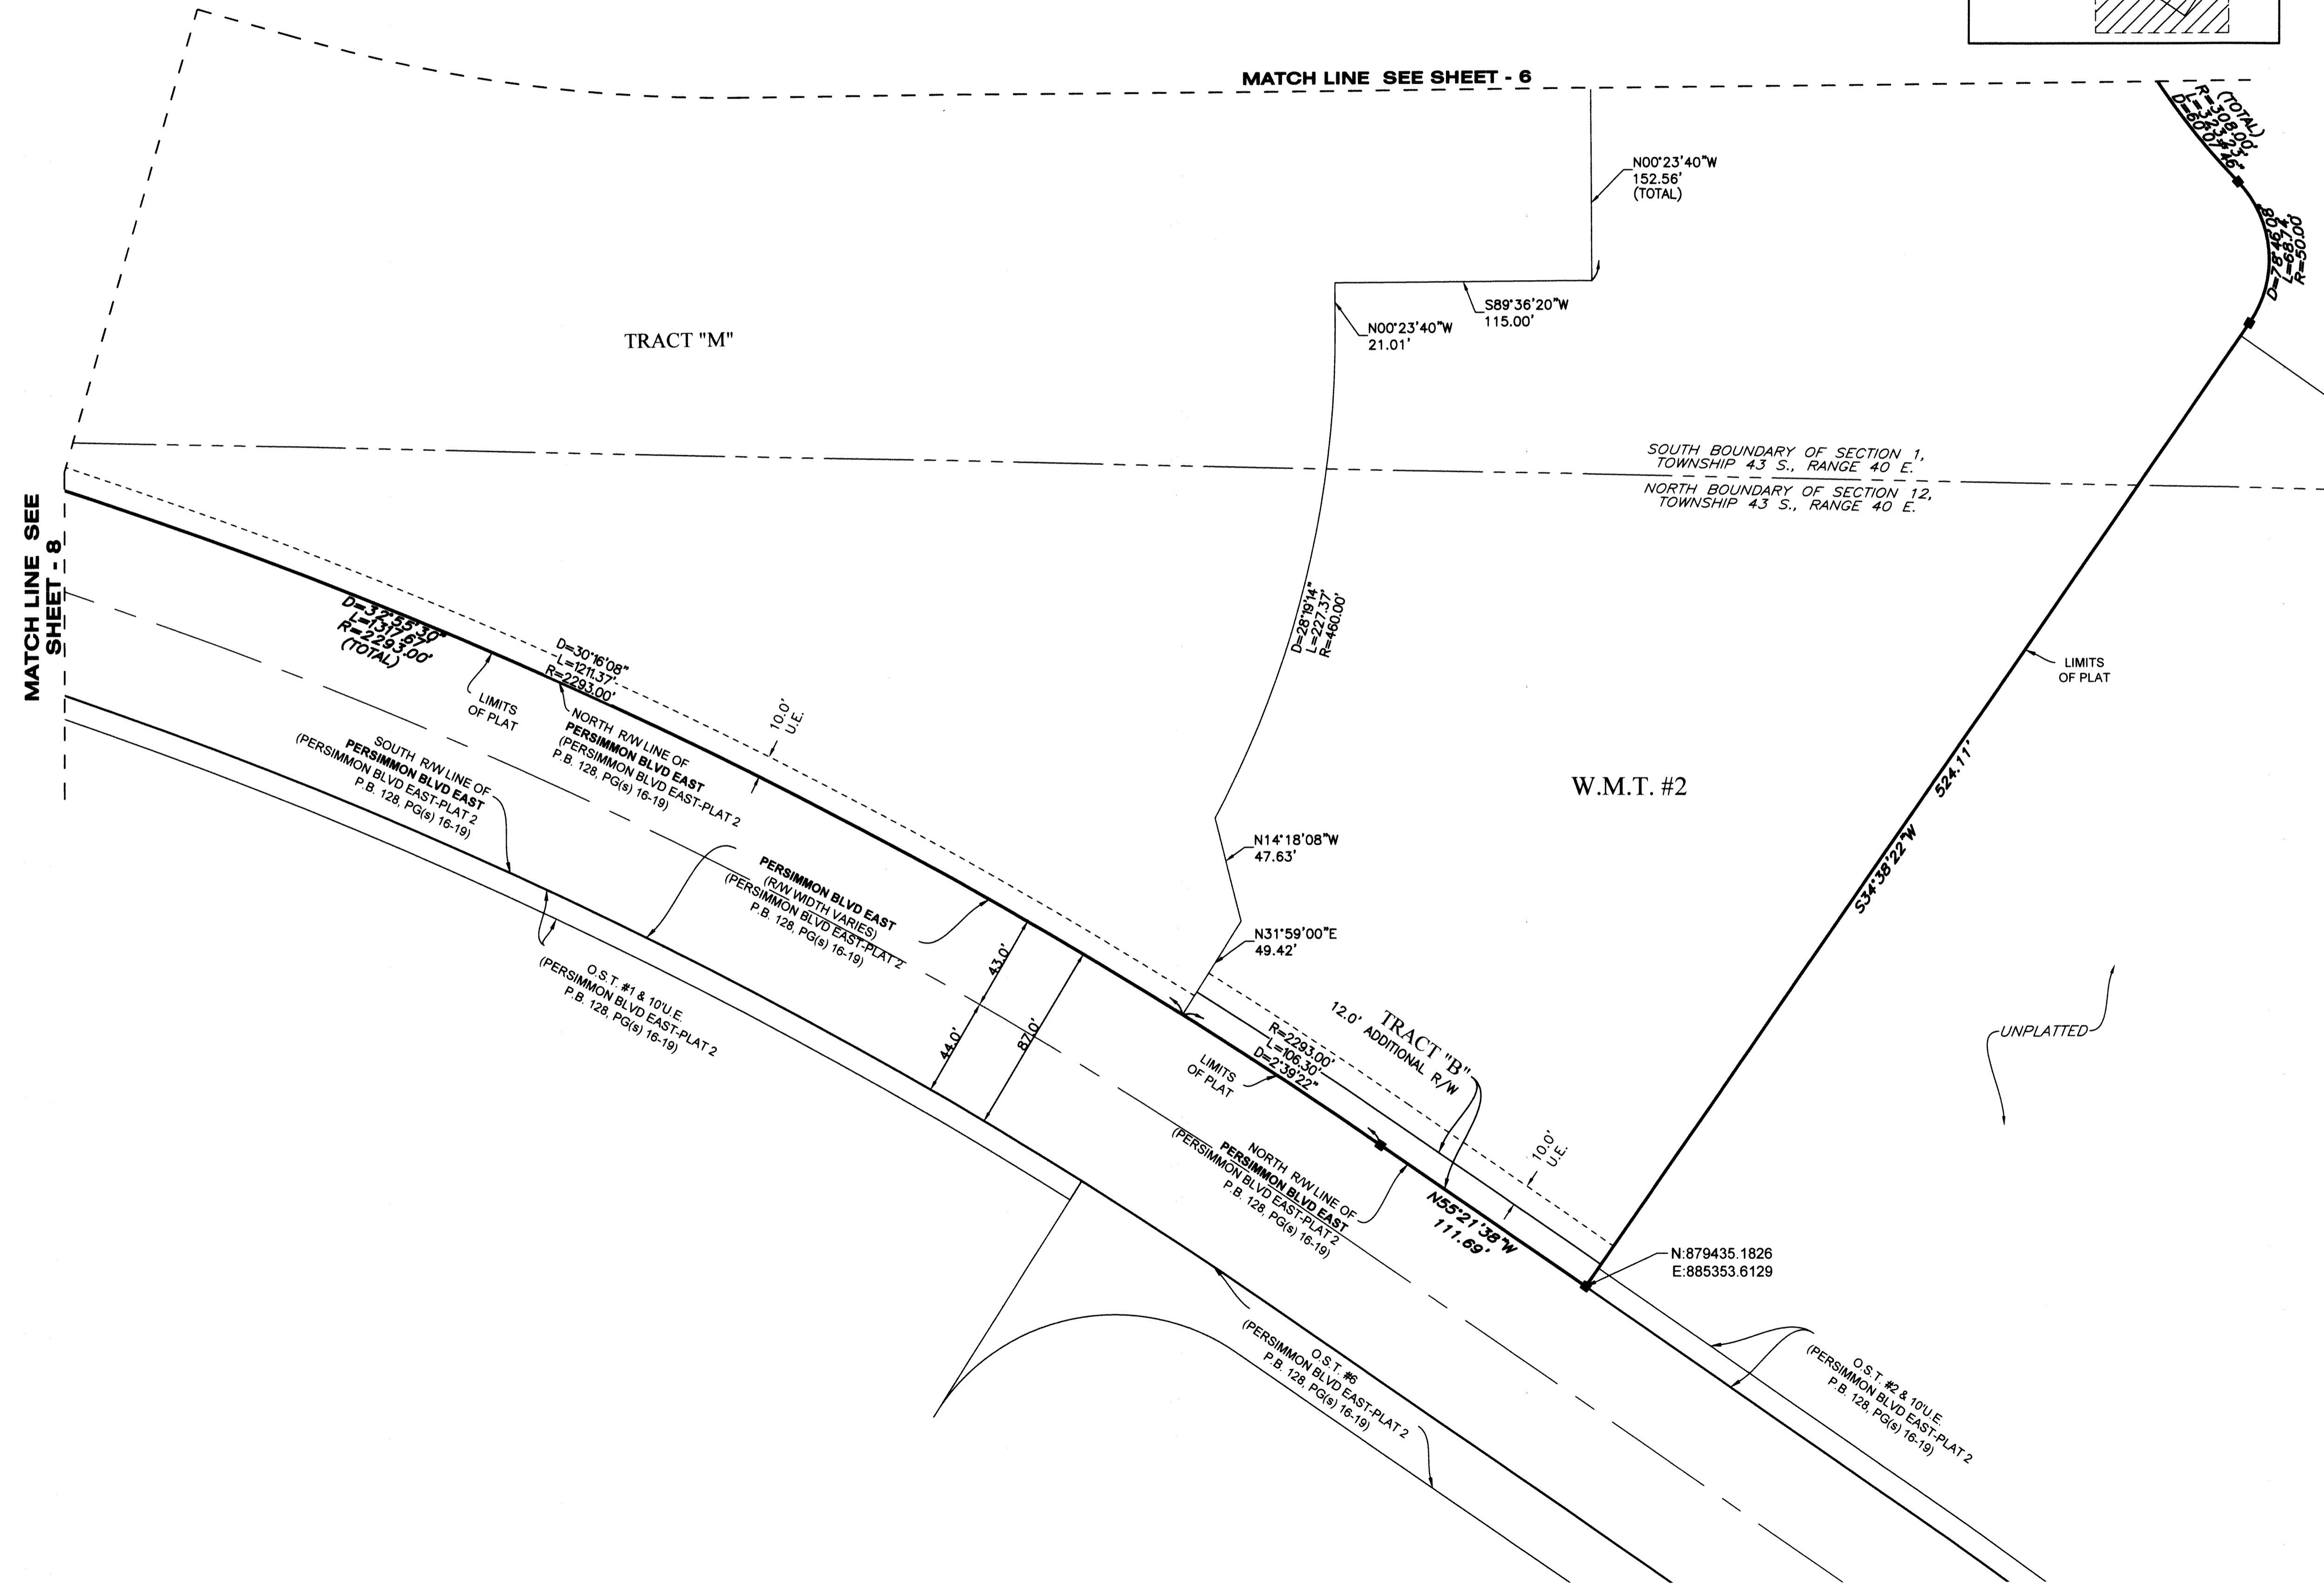 MATCH LINE  SEE SHEET - 6
(TOTAL)
R=308.00'
L=323.23'
D=60°07'46"
N00°23'40"W
152.56'
(TOTAL)
D=78°46'08"
L=68.74'
R=50.00'
S89°36'20"W
115.00'
N00°23'40"W
21.01'
TRACT "M"
SOUTH BOUNDARY OF SECTION 1,
TOWNSHIP 43 S., RANGE 40 E.
NORTH BOUNDARY OF SECTION 12,
TOWNSHIP 43 S., RANGE 40 E.
MATCH LINE  SEE
SHEET - 8
D=32°55'30"
L=1317.67'
R=2293.00'
(TOTAL)
D=30°16'08"
L=1211.37'
R=2293.00'
D=28°19'14"
L=227.37'
R=460.00'
LIMITS
OF PLAT
LIMITS
OF PLAT
10.0'
U.E.
NORTH R/W LINE OF
PERSIMMON BLVD EAST
(PERSIMMON BLVD EAST-PLAT 2
P.B. 128, PG(s) 16-19)
SOUTH R/W LINE OF
PERSIMMON BLVD EAST
(PERSIMMON BLVD EAST-PLAT 2
P.B. 128, PG(s) 16-19)
W.M.T. #2
524.11'
S34°38'22"W
N14°18'08"W
47.63'
PERSIMMON BLVD EAST
(R/W WIDTH VARIES)
(PERSIMMON BLVD EAST-PLAT 2
P.B. 128, PG(s) 16-19)
N31°59'00"E
49.42'
43.0'
44.0'
87.0'
O.S.T. #1 & 10'U.E.
(PERSIMMON BLVD EAST-PLAT 2
P.B. 128, PG(s) 16-19)
TRACT "B"
12.0' ADDITIONAL R/W
R=2293.00'
L=106.30'
D=2°39'22"
LIMITS
OF PLAT
UNPLATTED
10.0'
U.E.
NORTH R/W LINE OF
PERSIMMON BLVD EAST
(PERSIMMON BLVD EAST-PLAT 2
P.B. 128, PG(s) 16-19)
N55°21'38"W
111.69'
N:879435.1826
E:885353.6129
O.S.T. #6
(PERSIMMON BLVD EAST-PLAT 2
P.B. 128, PG(s) 16-19)
O.S.T. #2 & 10'U.E.
(PERSIMMON BLVD EAST-PLAT 2
P.B. 128, PG(s) 16-19)